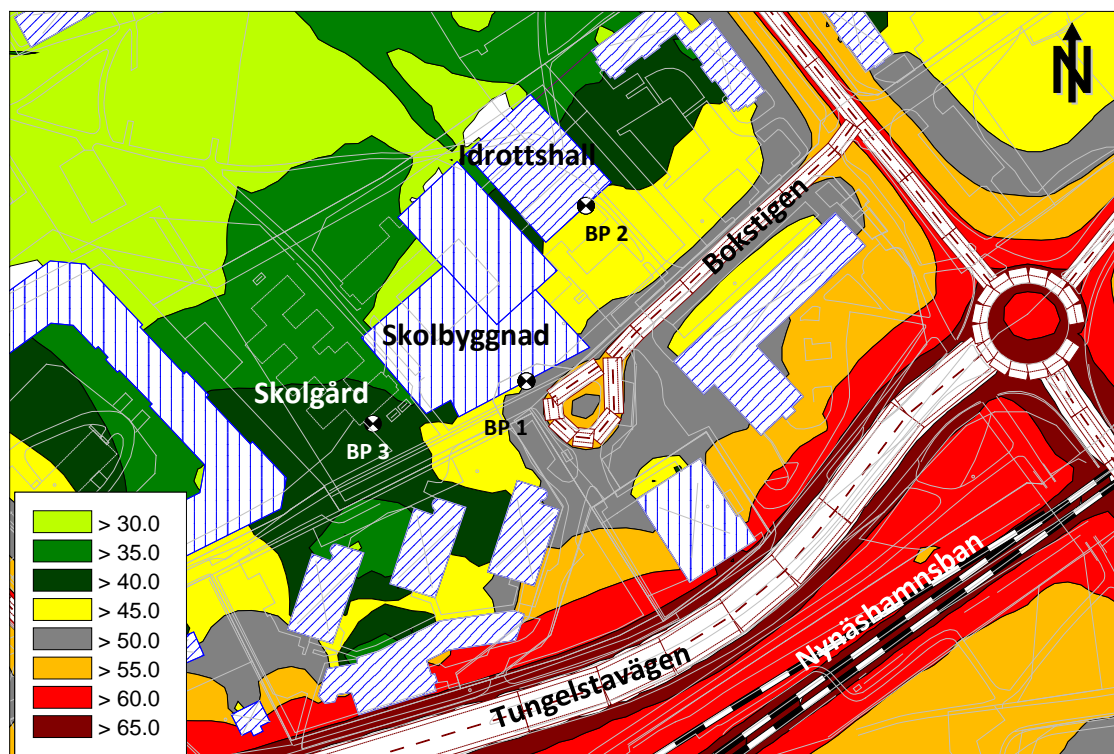 N
Idrottshall
BP 2
Bokstigen
Skolbyggnad
Skolgård
BP 1
BP 3
Nynäshamnsban
Tungelstavägen
> 30.0
> 35.0
> 40.0
> 45.0
> 50.0
> 55.0
> 60.0
> 65.0